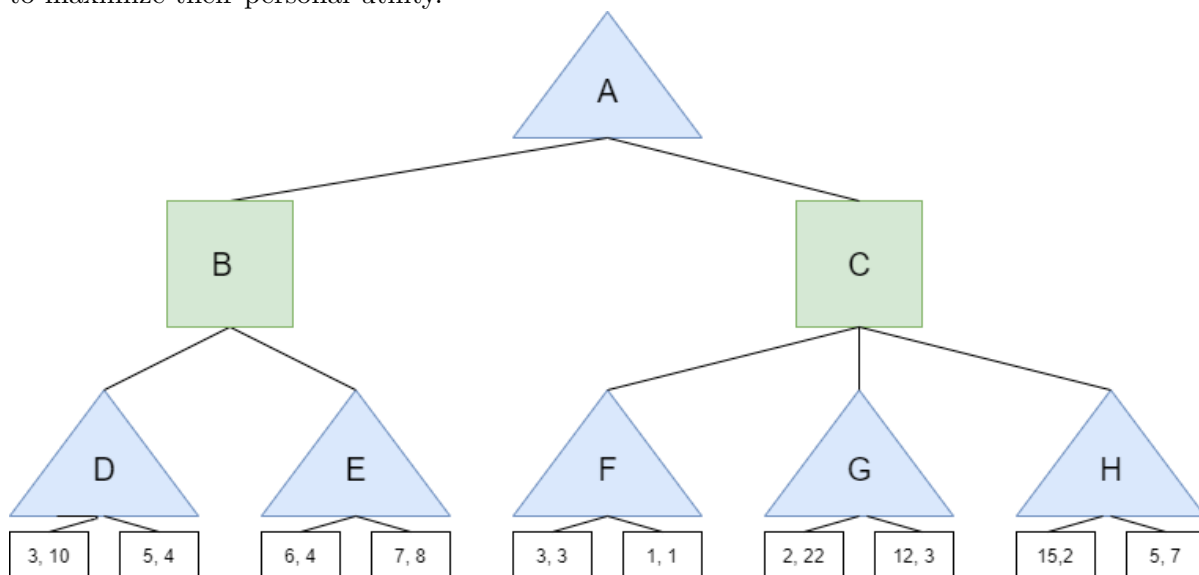 to maximize their personal utility.
A
B
C
D
E
F
G
H
3, 10
5, 4
6, 4
7, 8
3, 3
1, 1
2, 22
12, 3
15,2
5, 7